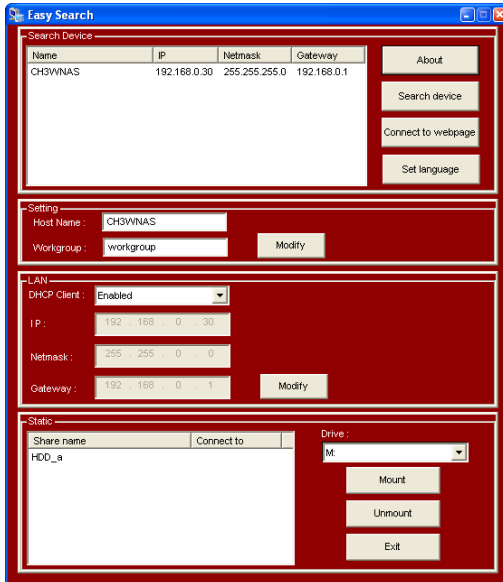 Easy Search
Search Device
Name IP Netmask Gateway
CH3WNAS 192.168.0.30 255.255.255.0 192.168.0.1
About
Search device
Connect to webpage
Set language
Setting
Host Name : CH3WNAS
Workgroup : workgroup
Modify
LAN
DHCP Client : Enabled
I P : 192 . 168 . 0 . 30
Netmask : 255 . 255 . 0 . 0
Gateway : 192 . 168 . 0 . 1
Modify
Static
Share name Connect to
HDD_a
Drive :
M:
Mount
Unmount
Exit